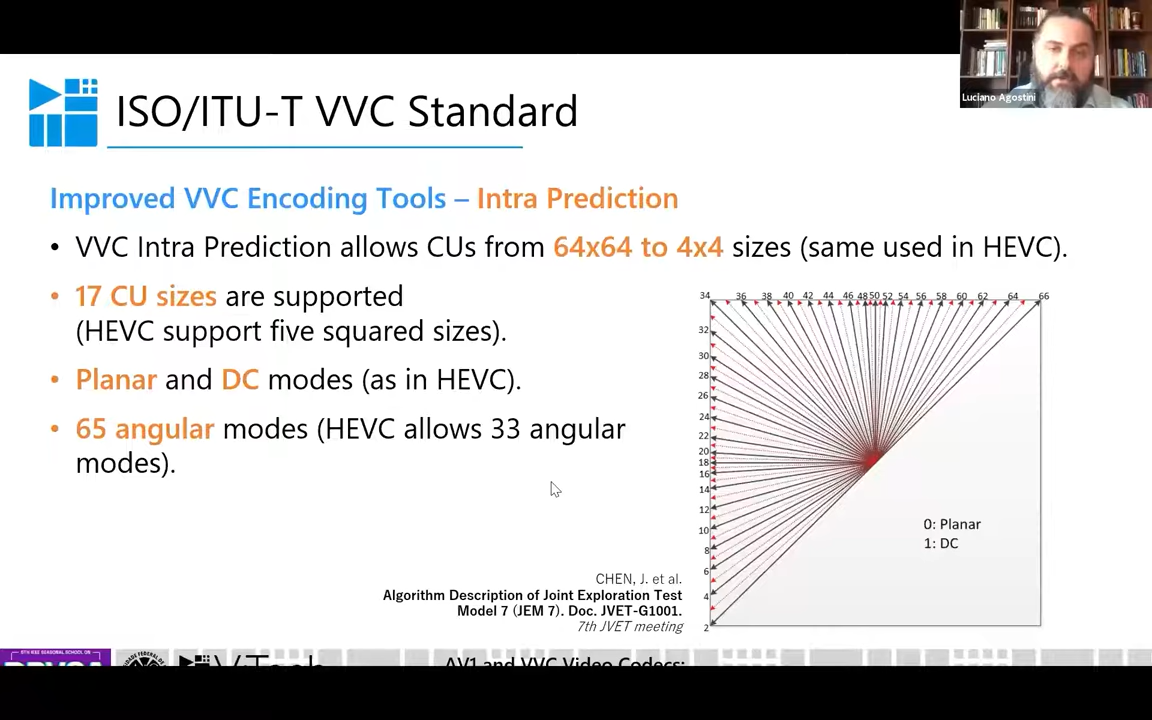 Luciano Agostini
ISO/ITU-T VVC Standard
Improved VVC Encoding Tools – Intra Prediction
• VVC Intra Prediction allows CUs from 64x64 to 4x4 sizes (same used in HEVC).
• 17 CU sizes are supported
(HEVC support five squared sizes).
• Planar and DC modes (as in HEVC).
• 65 angular modes (HEVC allows 33 angular
modes).
34 36 38 40 42 44 46 48 50 52 54 56 58 60 62 64 66
32
30
28
26
24
22
20
18
16
14
12
10
8
6
4
2
0: Planar
1: DC
CHEN, J. et al.
Algorithm Description of Joint Exploration Test
Model 7 (JEM 7). Doc. JVET-G1001.
7th JVET meeting
AV1 and VVC Video Codecs: